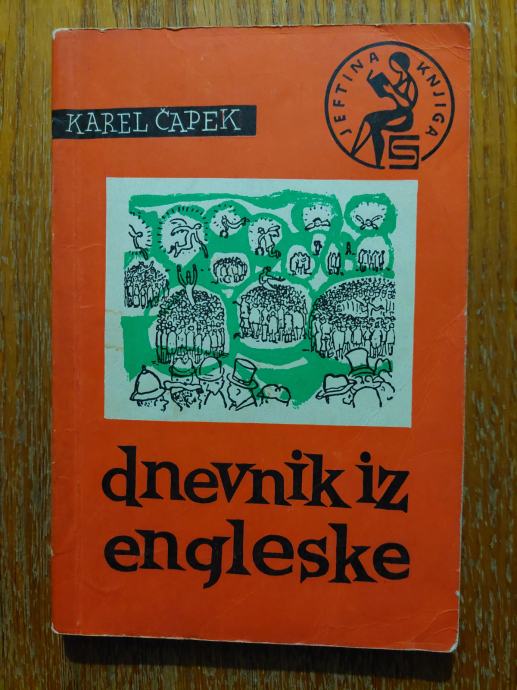 JEFTINA KNJIGA
KAREL ČAPEK
dnevnik iz
engleske